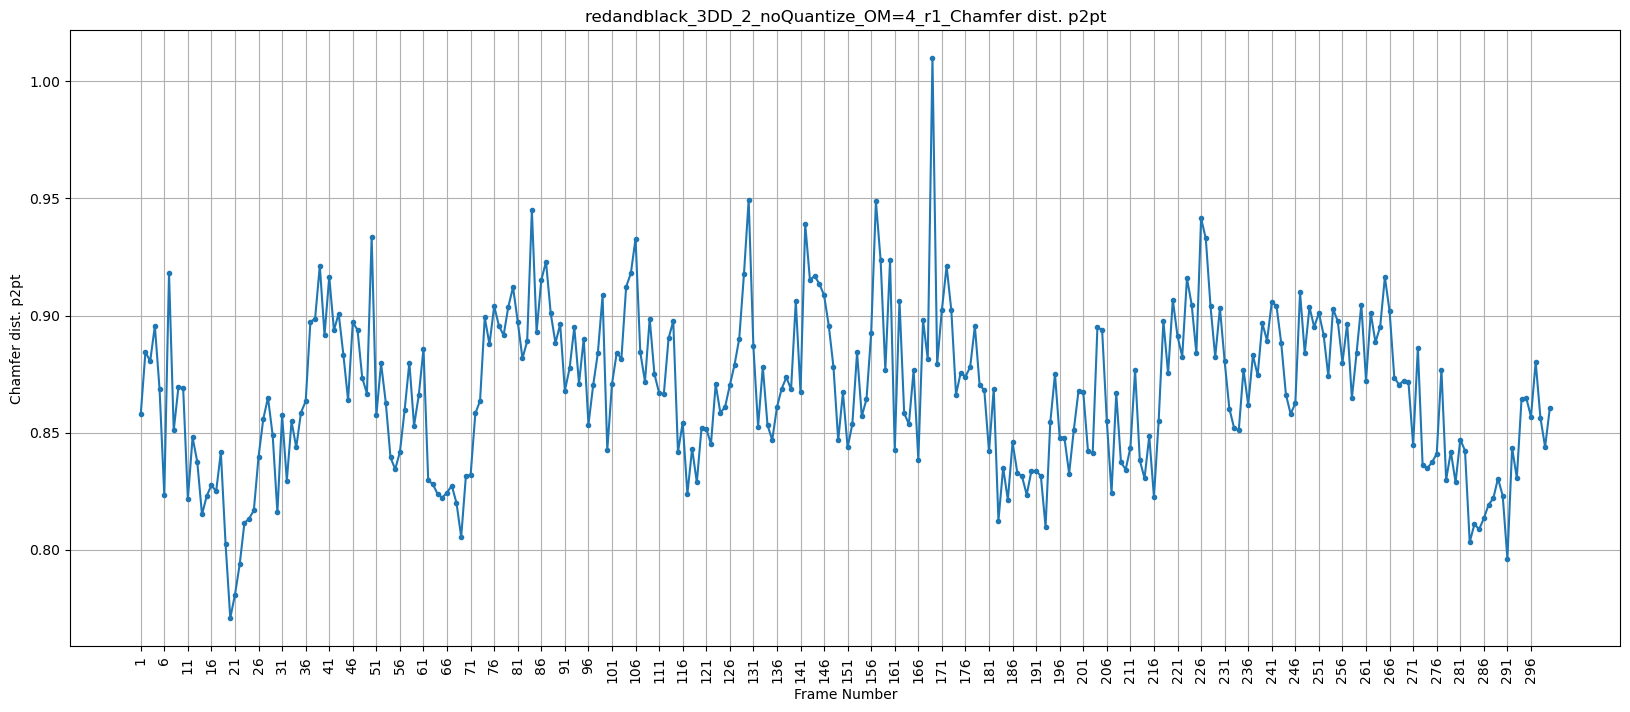 redandblack_3DD_2_noQuantize_OM=4_r1_Chamfer dist. p2pt
1.00
0.95
0.90
0.85
0.80
Chamfer dist. p2pt
1 6 11 16 21 26 31 36 41 46 51 56 61 66 71 76 81 86 91 96 101 106 111 116 121 126 131 136 141 146 151 156 161 166 171 176 181 186 191 196 201 206 211 216 221 226 231 236 241 246 251 256 261 266 271 276 281 286 291 296
Frame Number